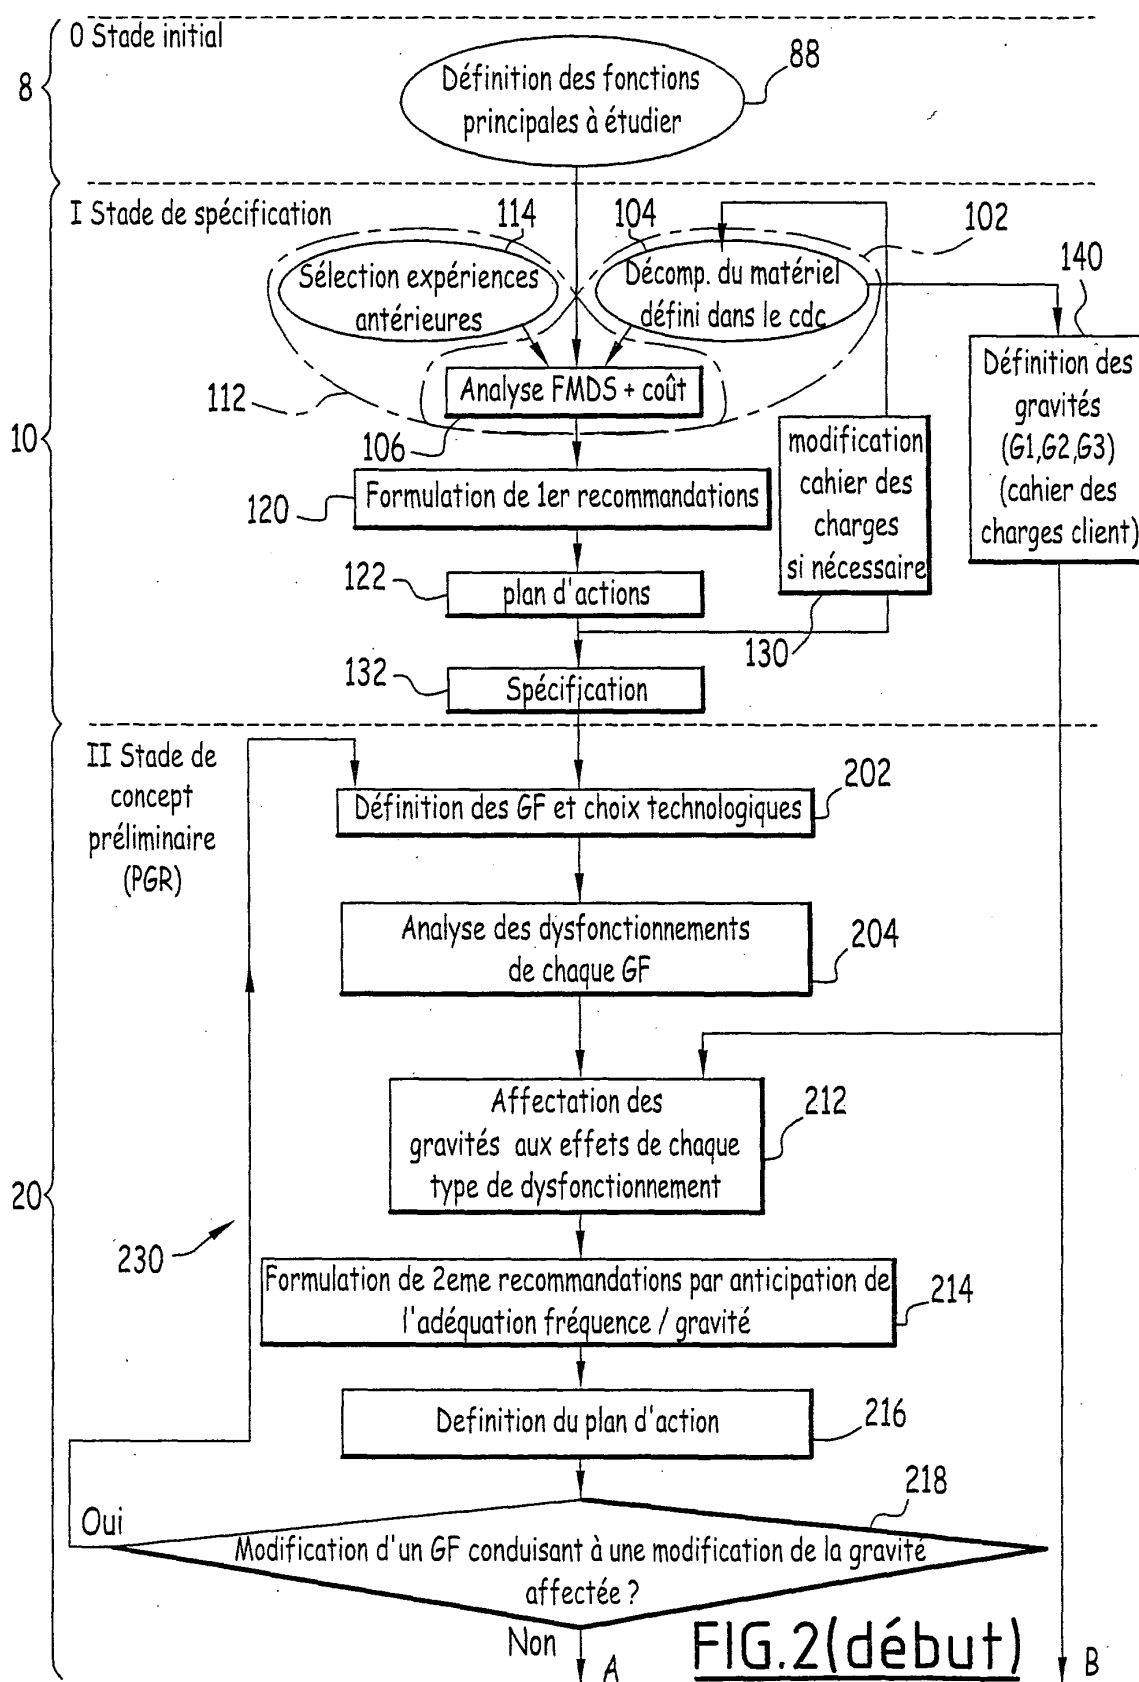 0 Stade initial
8
Définition des fonctions
principales à étudier
88
I Stade de spécification
114
104
102
140
Sélection expériences
antérieures
Décomp. du matériel
défini dans le cdc
Définition des
gravités
(G1,G2,G3)
(cahier des
charges client)
112
Analyse FMDS + coût
106
10
modification
cahier des
charges
si nécessaire
120
Formulation de 1er recommandations
122
plan d'actions
130
132
Spécification
II Stade de
concept
préliminaire
(PGR)
202
Définition des GF et choix technologiques
Analyse des dysfonctionnements
de chaque GF
204
Affectation des
gravités aux effets de chaque
type de dysfonctionnement
212
20
230
Formulation de 2eme recommandations par anticipation de
l'adéquation fréquence / gravité
214
Definition du plan d'action
216
218
Oui
Modification d'un GF conduisant à une modification de la gravité
affectée ?
Non
A
FIG.2(début)
B